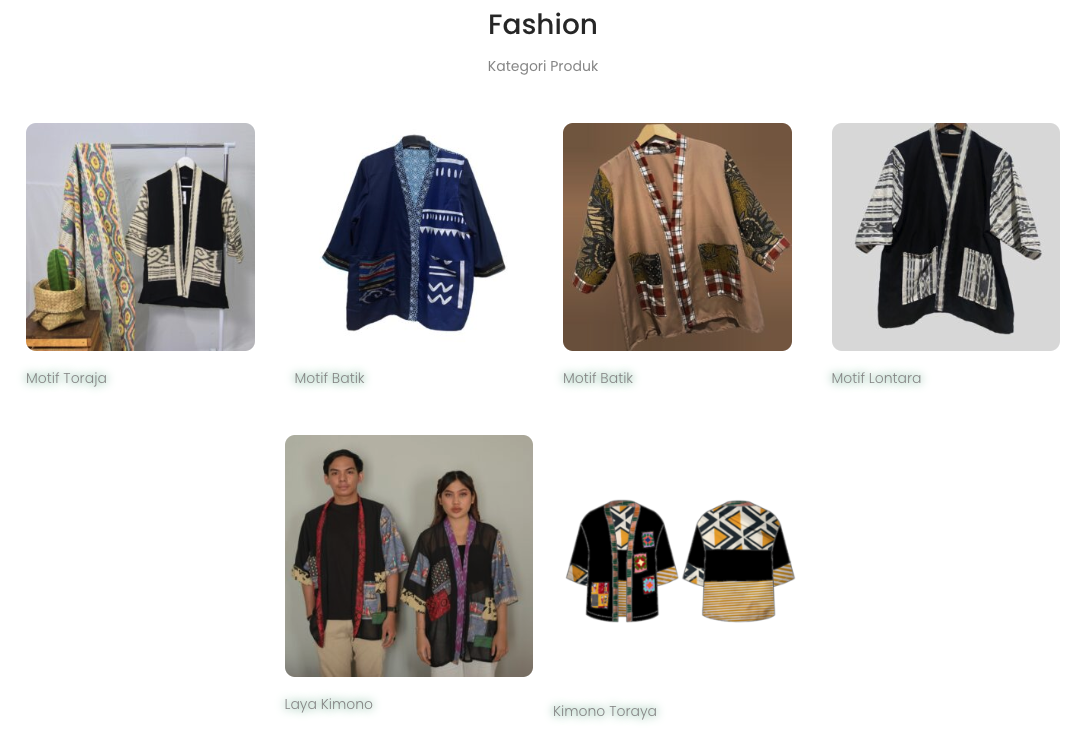 Fashion
Kategori Produk
Motif Toraja
Motif Batik
Motif Batik
Motif Lontara
Laya Kimono
Kimono Toraya